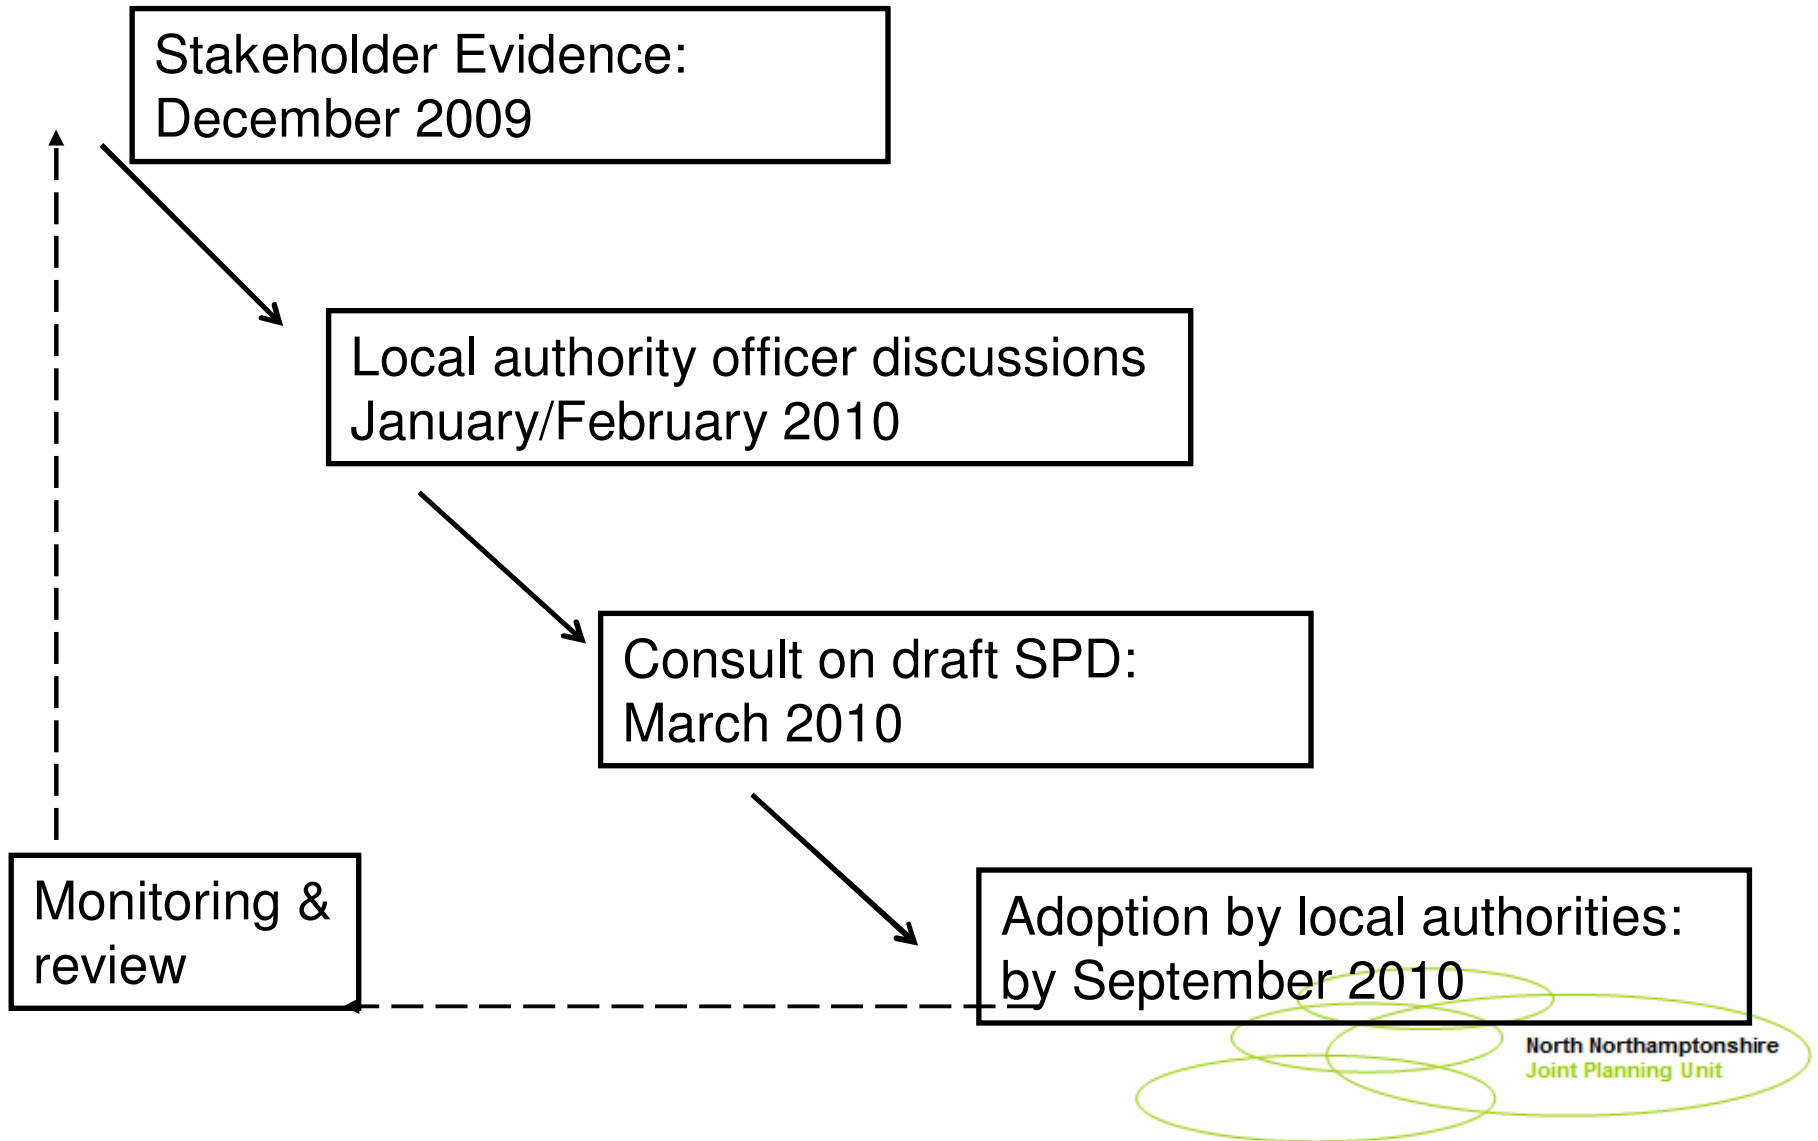 Stakeholder Evidence:
December 2009
Local authority officer discussions
January/February 2010
Consult on draft SPD:
March 2010
Monitoring &
review
Adoption by local authorities:
by September 2010
North Northamptonshire
Joint Planning Unit